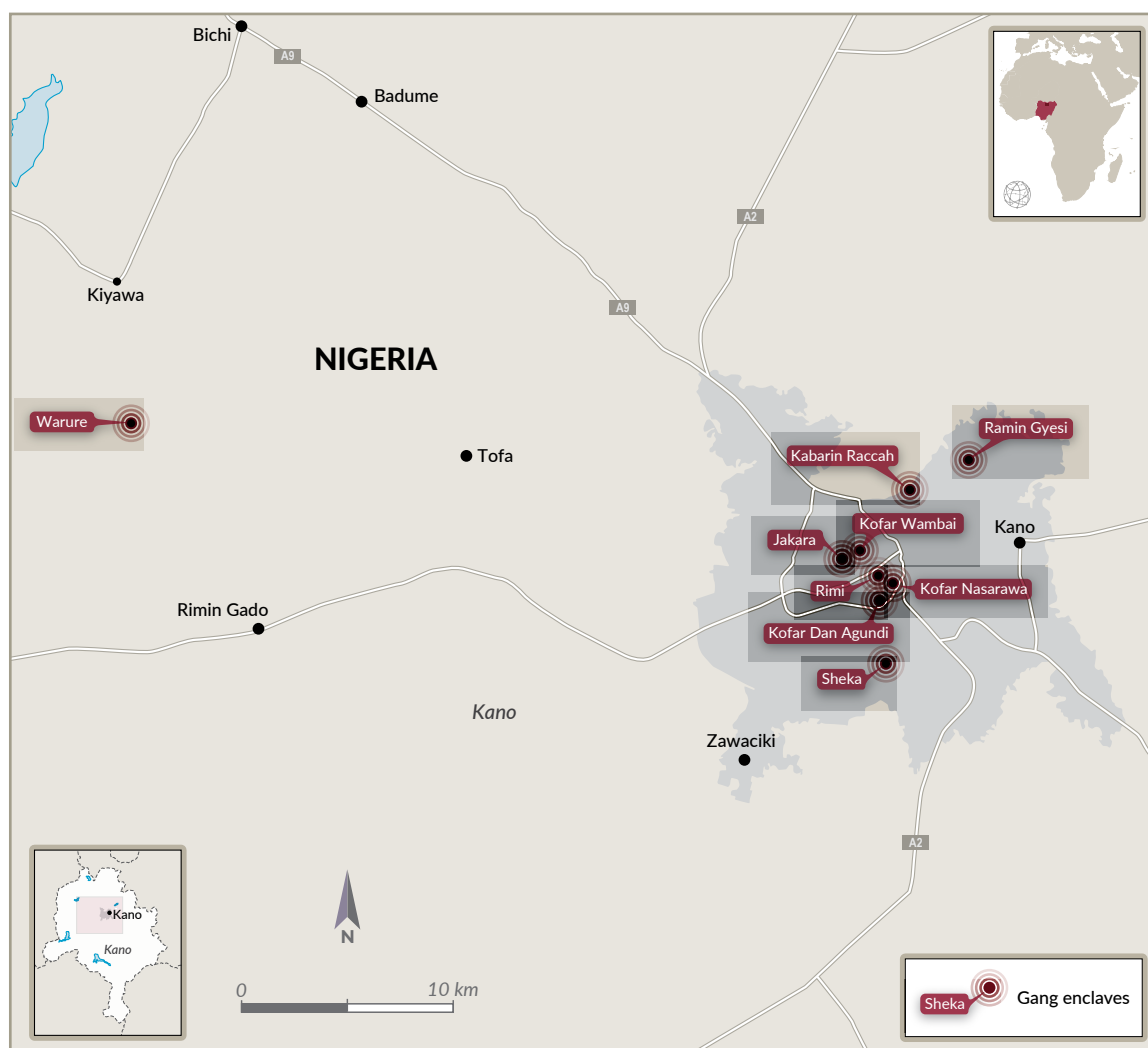 Bichi
A9
Badume
A2
A9
Kiyawa
NIGERIA
Warure
Tofa
Ramin Gyesi
Kabarin Raccah
Kofar Wambai
Kano
Jakara
Rimi
Kofar Nasarawa
Rimin Gado
Kofar Dan Agundi
Sheka
Kano
Zawaciki
A2
Kano
Kano
N
0
10 km
Sheka
Gang enclaves